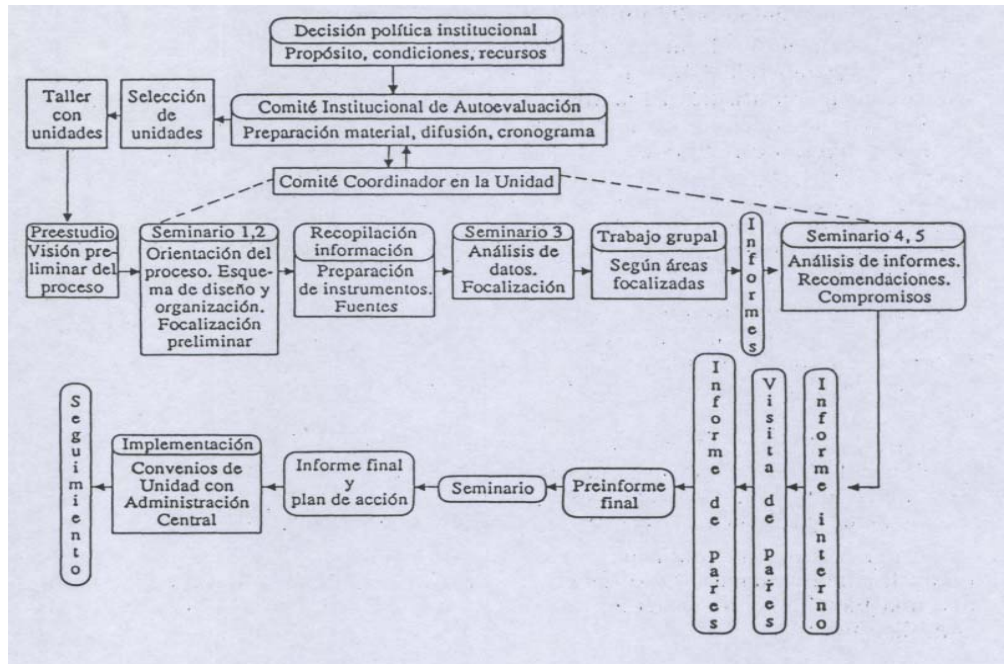 Decisión política institucional
Propósito, condiciones, recursos
Taller
con
unidades
Selección
de
unidades
Comité Institucional de Autoevaluación
Preparación material, difusión, cronograma
Comité Coordinador en la Unidad
Preestudio
Visión pre-
liminar del
proceso
Seminario 1,2
Orientación del
proceso. Esque-
ma de diseño y
organización.
Focalización
preliminar
Recopilación
información
Preparación
de instrumentos.
Fuentes
Seminario 3
Análisis de
datos.
Focalización
Trabajo grupal
Según áreas
focalizadas
Informes
Seminario 4, 5
Análisis de informes.
Recomendaciones.
Compromisos
Informe interno
Visita de pares
Informe de pares
Preinforme
final
Seminario
Informe final
y
plan de acción
Implementación
Convenios de
Unidad con
Administración
Central
Seguimiento